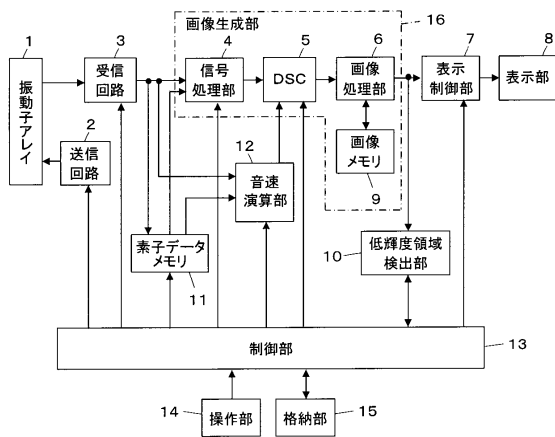 画像生成部
16
1
振動子アレイ
3
受信
回路
4
信号
処理部
5
DSC
6
画像
処理部
7
表示
制御部
8
表示部
2
送信
回路
画像
メモリ
9
12
音速
演算部
素子データ
メモリ
11
10
低輝度領域
検出部
制御部
13
14
操作部
格納部
15